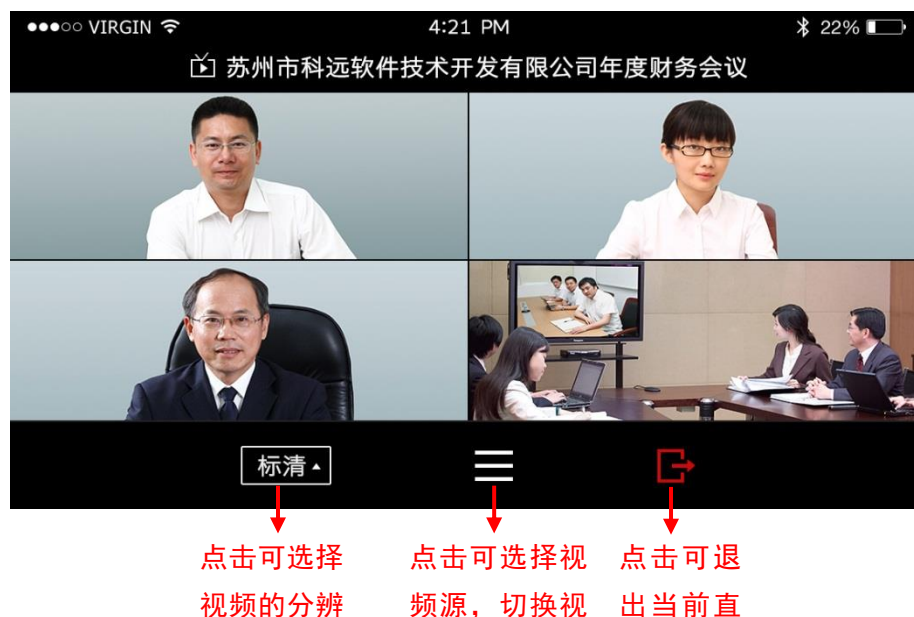 ●●●○○ VIRGIN 4:21 PM 22%
苏州市科远软件技术开发有限公司年度财务会议
标清
点击可选择
视频的分辨
点击可选择视
频源，切换视
点击可退
出当前直